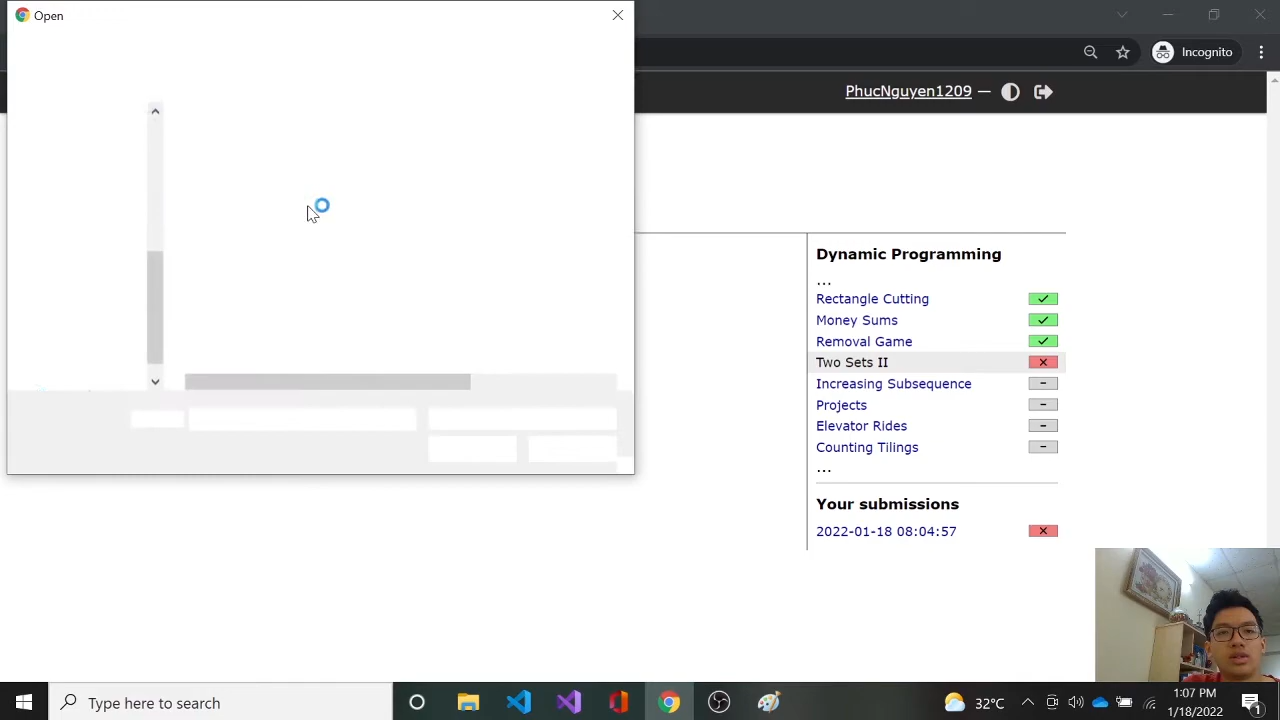 Open
Incognito
PhucNguyen1209 —
Dynamic Programming
...
Rectangle Cutting
Money Sums
Removal Game
Two Sets II
Increasing Subsequence
Projects
Elevator Rides
Counting Tilings
...
Your submissions
2022-01-18 08:04:57
Type here to search
32°C
1:07 PM
1/18/2022
1